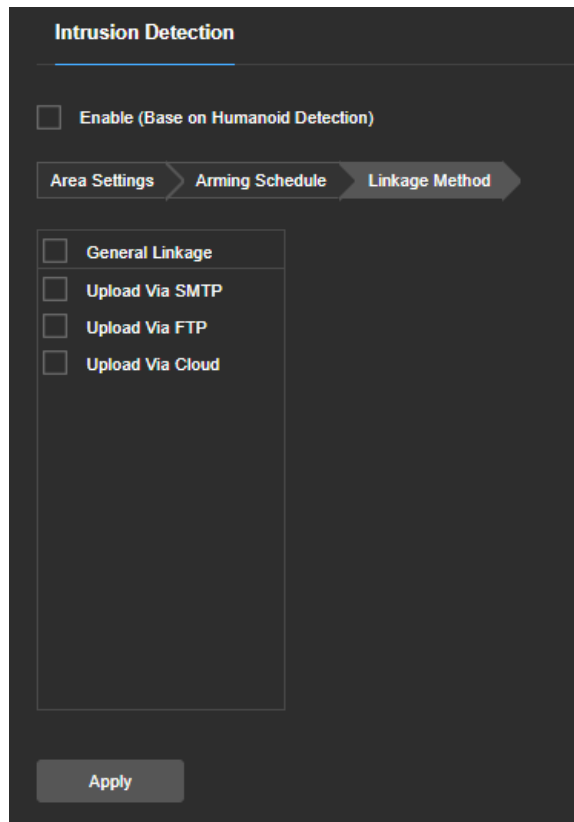 Intrusion Detection
Enable (Base on Humanoid Detection)
Area Settings Arming Schedule Linkage Method
General Linkage
Upload Via SMTP
Upload Via FTP
Upload Via Cloud
Apply